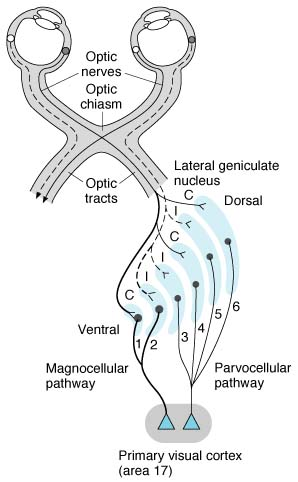 Optic
nerves
Optic
chiasm
Lateral geniculate
nucleus
Optic
tracts
C
Dorsal
I
C
I
I
C
Ventral
1
2
3
4
5
6
Magnocellular
pathway
Parvocellular
pathway
Primary visual cortex
(area 17)